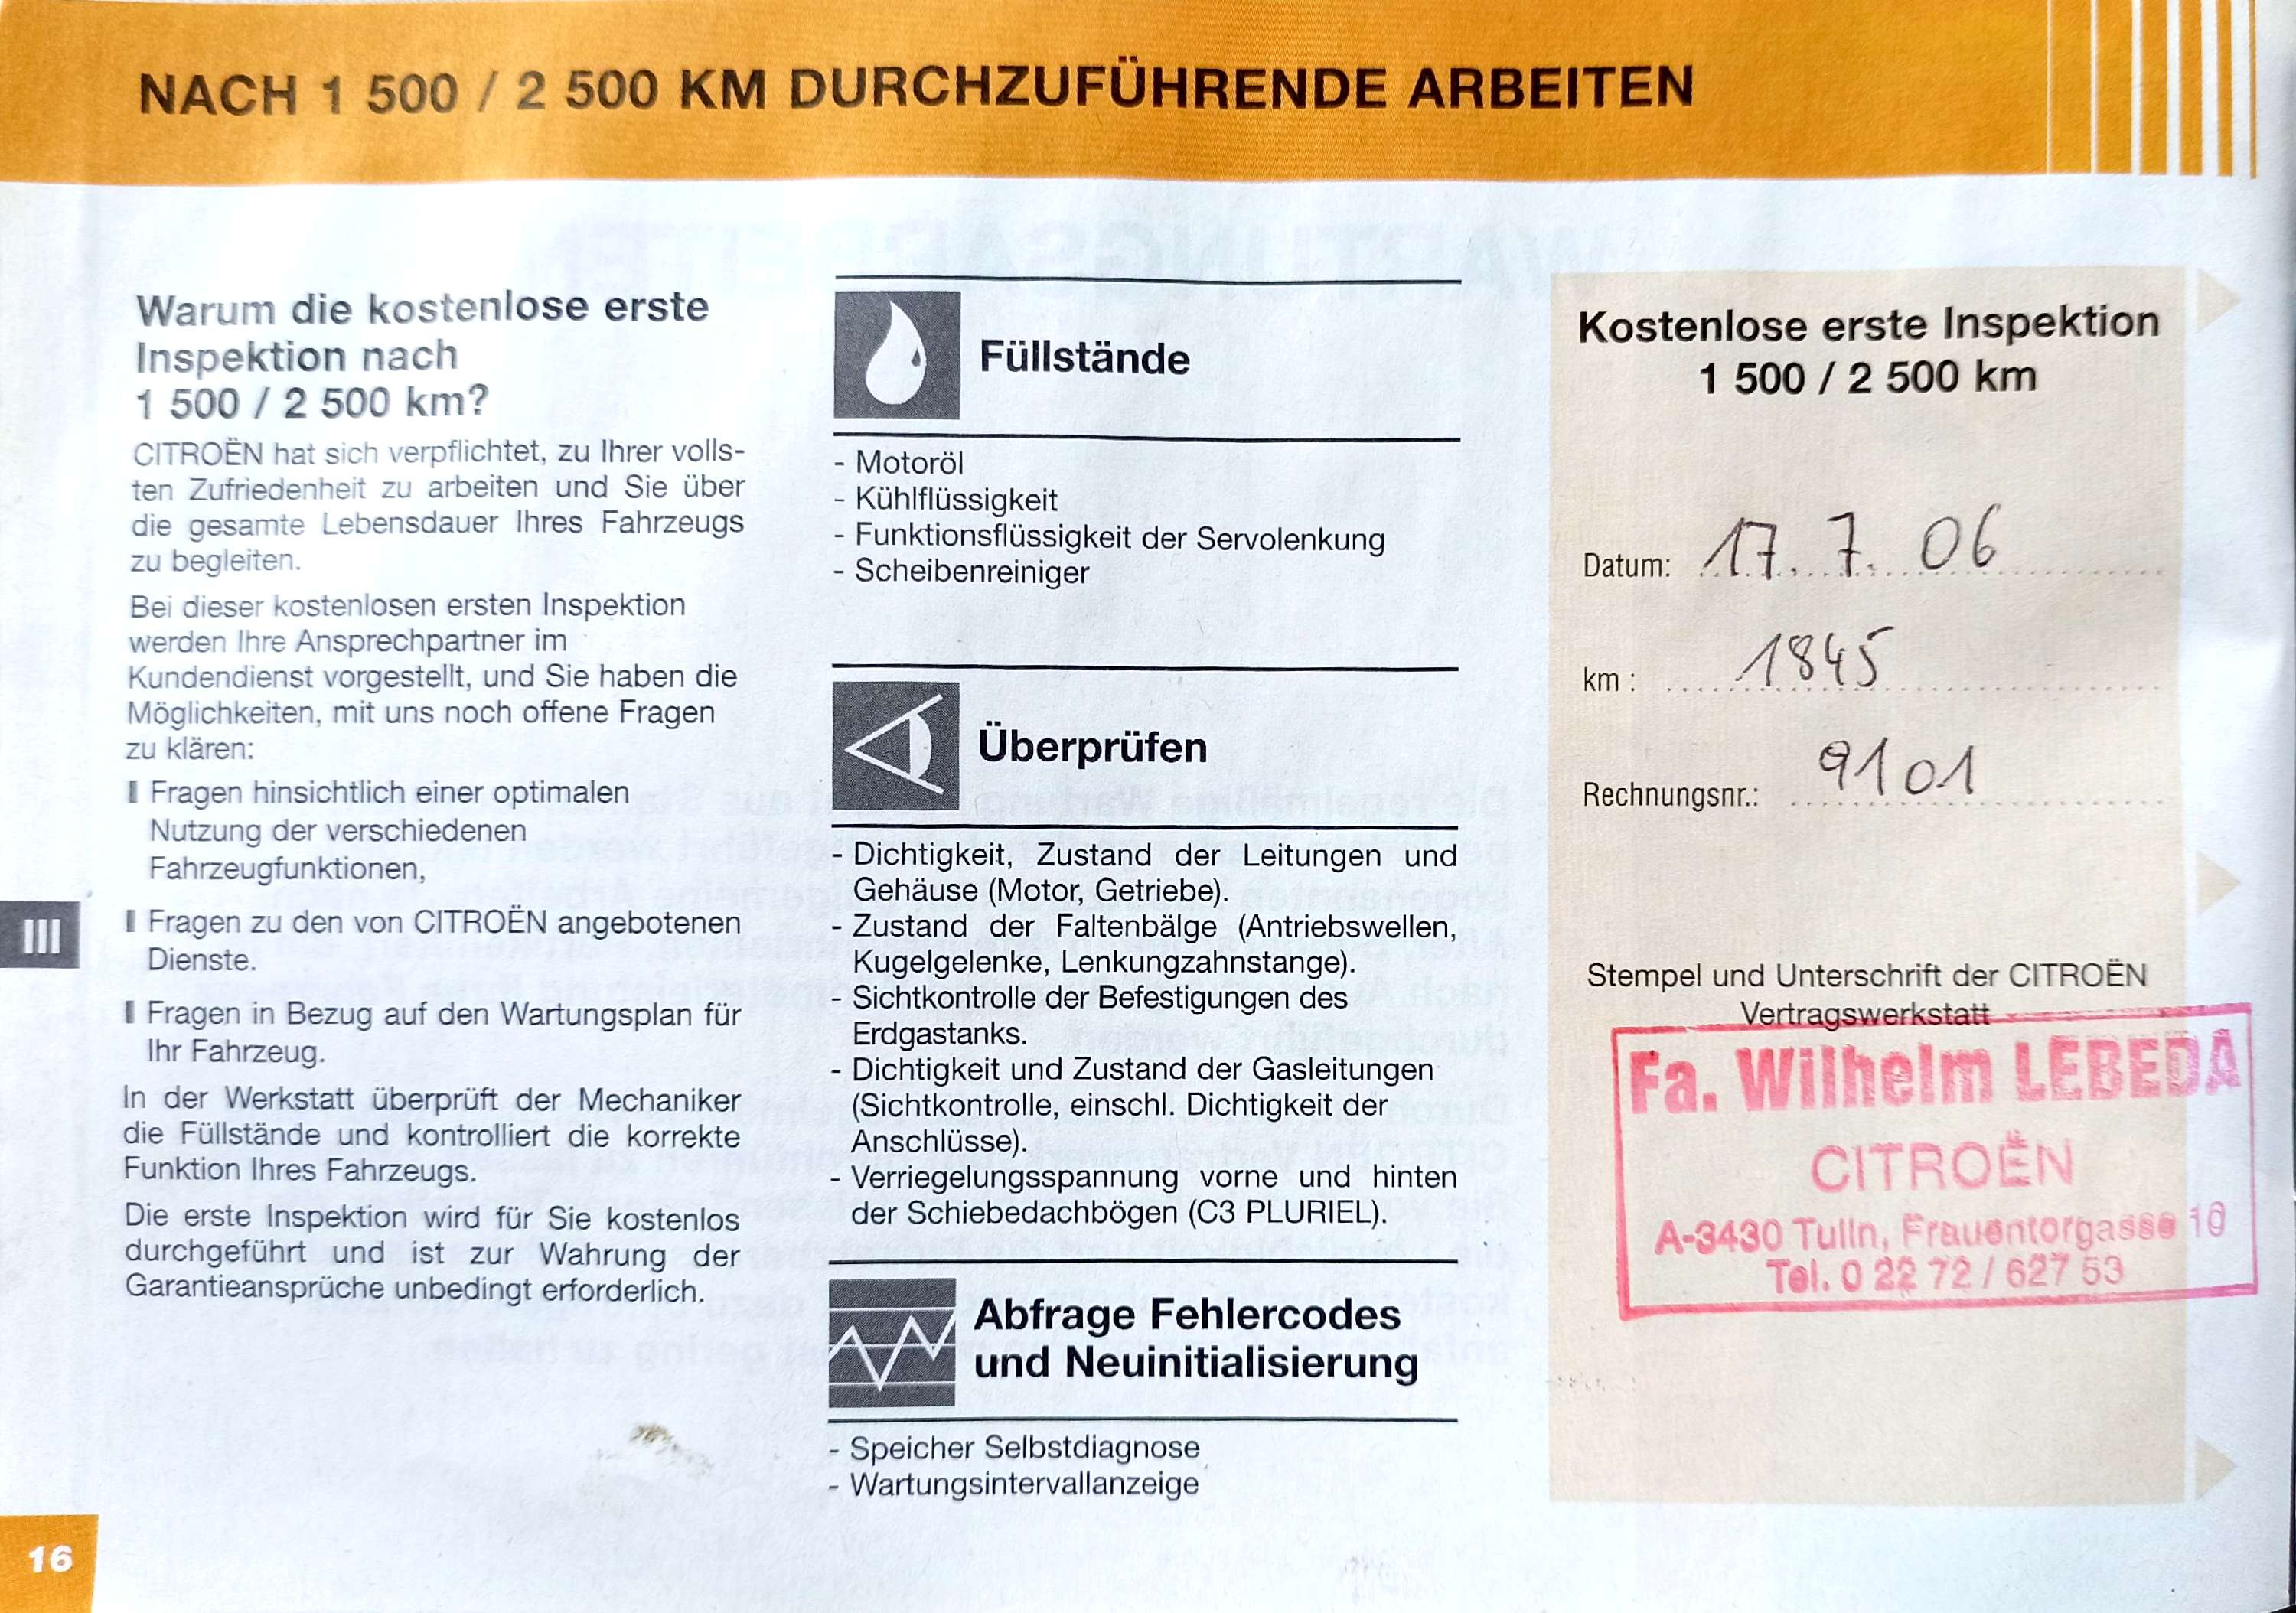 NACH 1 500 / 2 500 KM DURCHZUFÜHRENDE ARBEITEN
Warum die kostenlose erste
Inspektion nach
1 500 / 2 500 km?
CITROËN hat sich verpflichtet, zu Ihrer volls-
ten Zufriedenheit zu arbeiten und Sie über
die gesamte Lebensdauer Ihres Fahrzeugs
zu begleiten.
Bei dieser kostenlosen ersten Inspektion
werden Ihre Ansprechpartner im
Kundendienst vorgestellt, und Sie haben die
Möglichkeiten, mit uns noch offene Fragen
zu klären:
Fragen hinsichtlich einer optimalen
Nutzung der verschiedenen
Fahrzeugfunktionen,
Fragen zu den von CITROËN angebotenen
Dienste.
Fragen in Bezug auf den Wartungsplan für
Ihr Fahrzeug.
In der Werkstatt überprüft der Mechaniker
die Füllstände und kontrolliert die korrekte
Funktion Ihres Fahrzeugs.
Die erste Inspektion wird für Sie kostenlos
durchgeführt und ist zur Wahrung der
Garantieansprüche unbedingt erforderlich.
III
16
Füllstände
- Motoröl
- Kühlflüssigkeit
- Funktionsflüssigkeit der Servolenkung
- Scheibenreiniger
Überprüfen
- Dichtigkeit, Zustand der Leitungen und
Gehäuse (Motor, Getriebe).
- Zustand der Faltenbälge (Antriebswellen,
Kugelgelenke, Lenkungzahnstange).
- Sichtkontrolle der Befestigungen des
Erdgastanks.
- Dichtigkeit und Zustand der Gasleitungen
(Sichtkontrolle, einschl. Dichtigkeit der
Anschlüsse).
- Verriegelungsspannung vorne und hinten
der Schiebedachbögen (C3 PLURIEL).
Abfrage Fehlercodes
und Neuinitialisierung
- Speicher Selbstdiagnose
- Wartungsintervallanzeige
Kostenlose erste Inspektion
1 500 / 2 500 km
Datum: 17. 7. 06
km : 1845
Rechnungsnr.: 9101
Stempel und Unterschrift der CITROËN
Vertragswerkstatt
Fa. Wilhelm LEBEDA
CITROËN
A-3430 Tulln, Frauentorgasse 10
Tel. 0 22 72 / 627 53